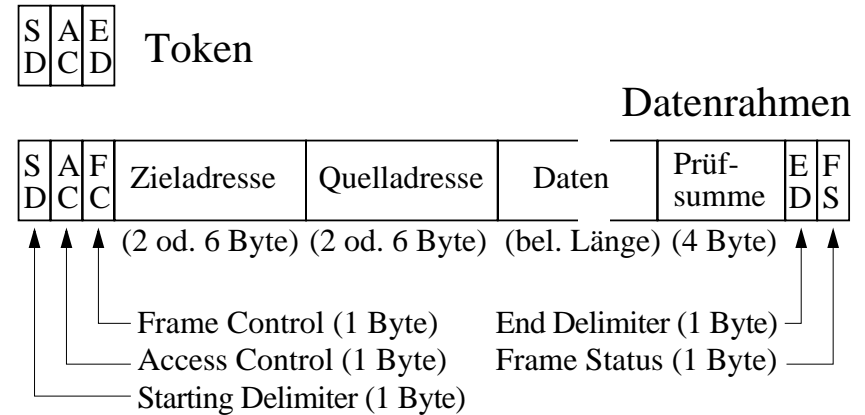 S A E
D C D
Token
Datenrahmen
S A F Zieladresse Quelladresse Daten Prüf- E F
D C C summe D S
(2 od. 6 Byte) (2 od. 6 Byte) (bel. Länge) (4 Byte)
Frame Control (1 Byte) End Delimiter (1 Byte)
Access Control (1 Byte) Frame Status (1 Byte)
Starting Delimiter (1 Byte)